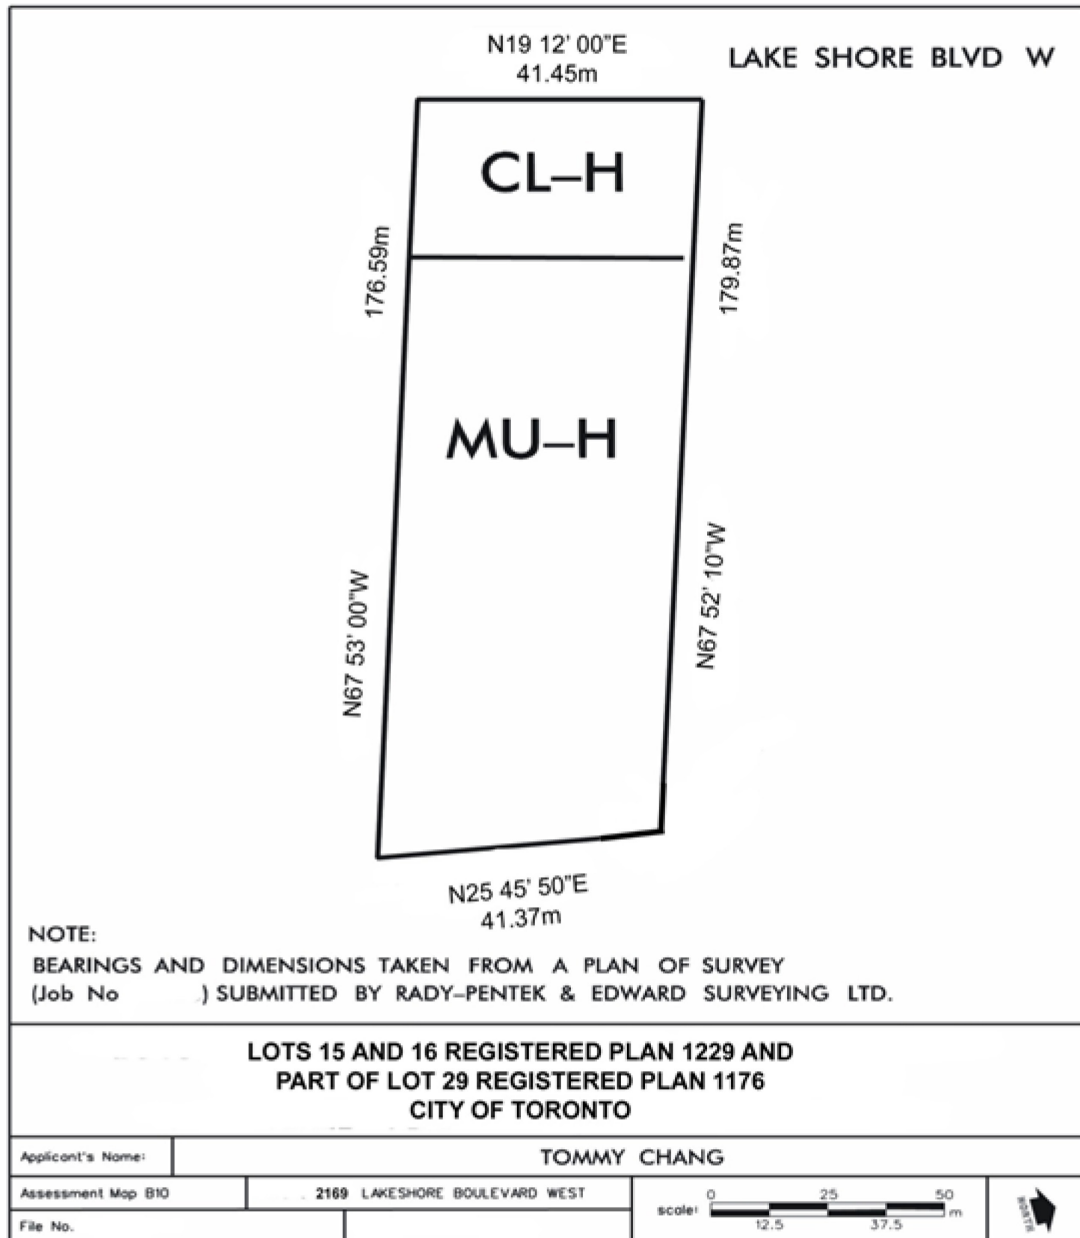 N19 12' 00"E
41.45m
LAKE SHORE BLVD W
CL–H
176.59m
179.87m
MU–H
N67 53' 00"W
N67 52' 10"W
N25 45' 50"E
41.37m
NOTE:
BEARINGS AND DIMENSIONS TAKEN FROM A PLAN OF SURVEY
(Job No ) SUBMITTED BY RADY–PENTEK & EDWARD SURVEYING LTD.
LOTS 15 AND 16 REGISTERED PLAN 1229 AND
PART OF LOT 29 REGISTERED PLAN 1176
CITY OF TORONTO
Applicant's Name: TOMMY CHANG
Assessment Map B10 2169 LAKESHORE BOULEVARD WEST
File No.
0 25 50
scale: m
12.5 37.5
NORTH